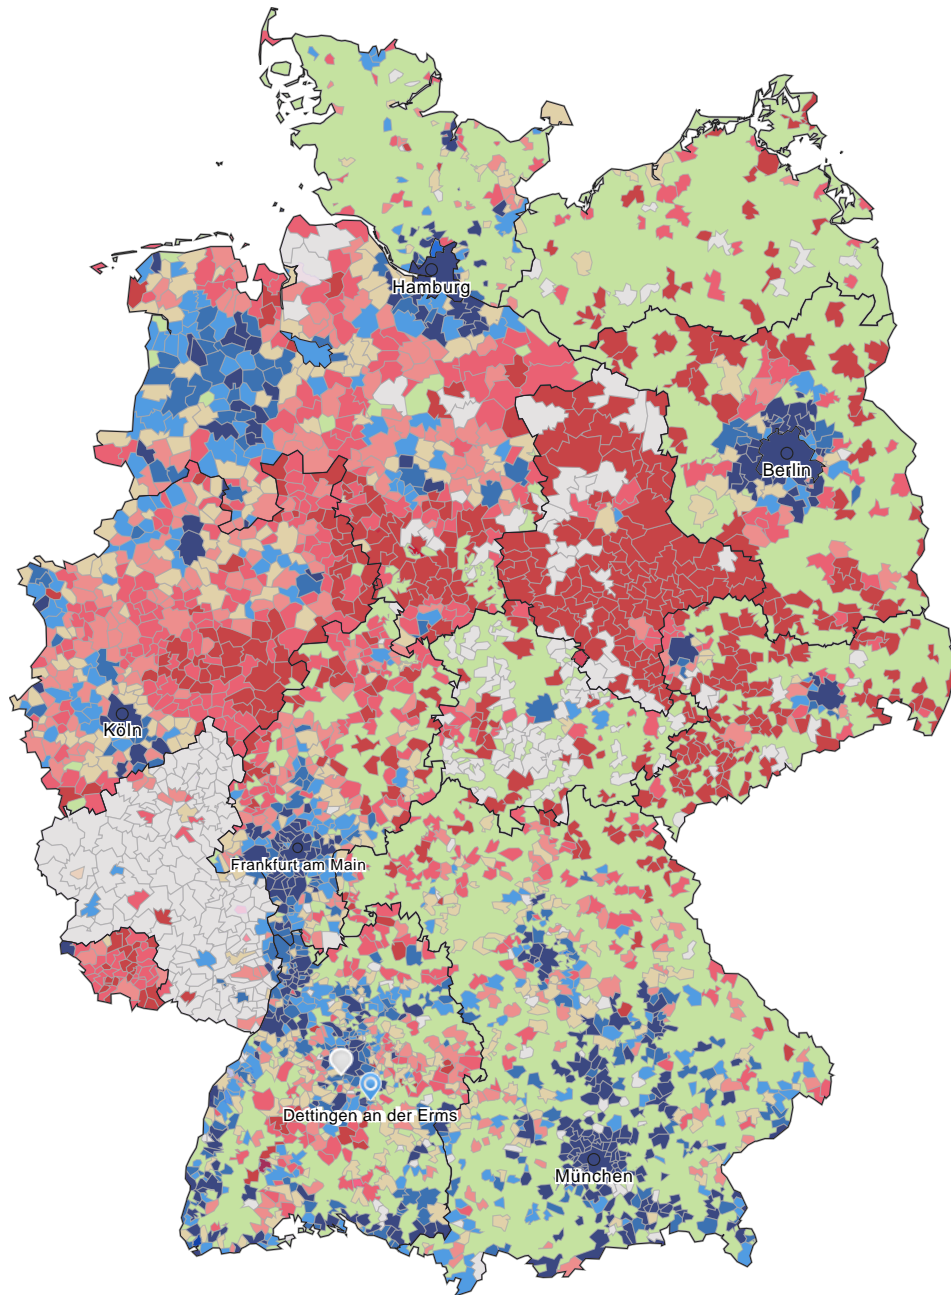 Hamburg
Berlin
Köln
Frankfurt am Main
Dettingen an der Erms
München